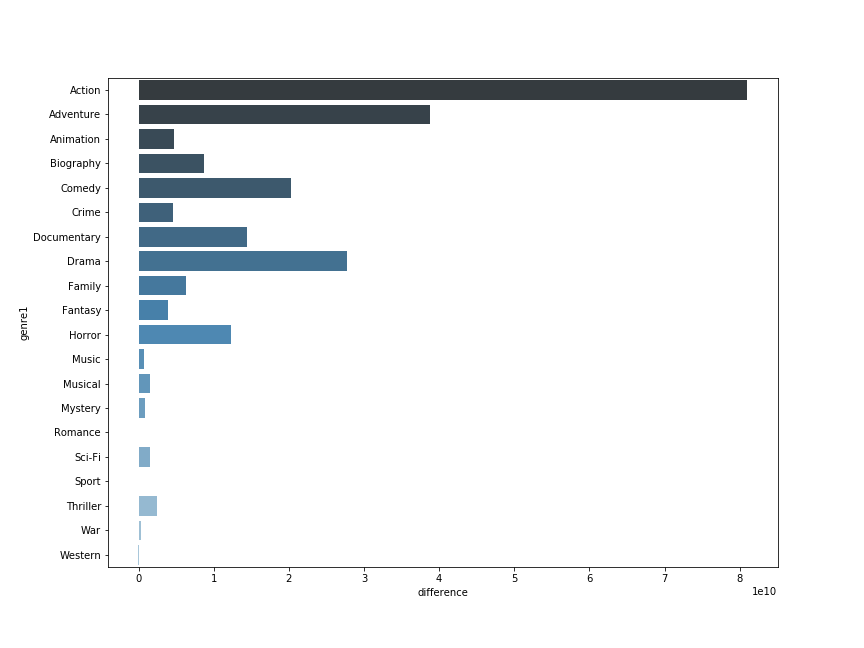 genre1
Action
Adventure
Animation
Biography
Comedy
Crime
Documentary
Drama
Family
Fantasy
Horror
Music
Musical
Mystery
Romance
Sci-Fi
Sport
Thriller
War
Western
0 1 2 3 4 5 6 7 8
1e10
difference